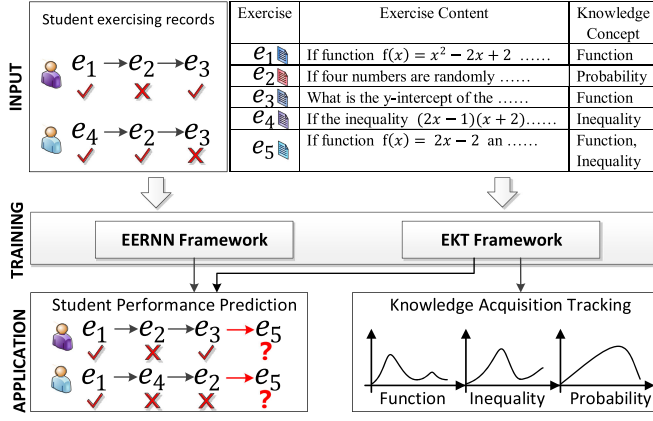 Student exercising records
e1 → e2 → e3
✓ ✗ ✓
e4 → e2 → e3
✓ ✓ ✗
INPUT
Exercise Exercise Content Knowledge Concept
e1 If function f(x) = x² − 2x + 2 ...... Function
e2 If four numbers are randomly ...... Probability
e3 What is the y-intercept of the ...... Function
e4 If the inequality (2x − 1)(x + 2)...... Inequality
e5 If function f(x) = 2x − 2 an ...... Function, Inequality
TRAINING
EERNN Framework
EKT Framework
APPLICATION
Student Performance Prediction
e1 → e2 → e3 → e5
✓ ✗ ✓ ?
e1 → e4 → e2 → e5
✓ ✗ ✗ ?
Knowledge Acquisition Tracking
Function Inequality Probability